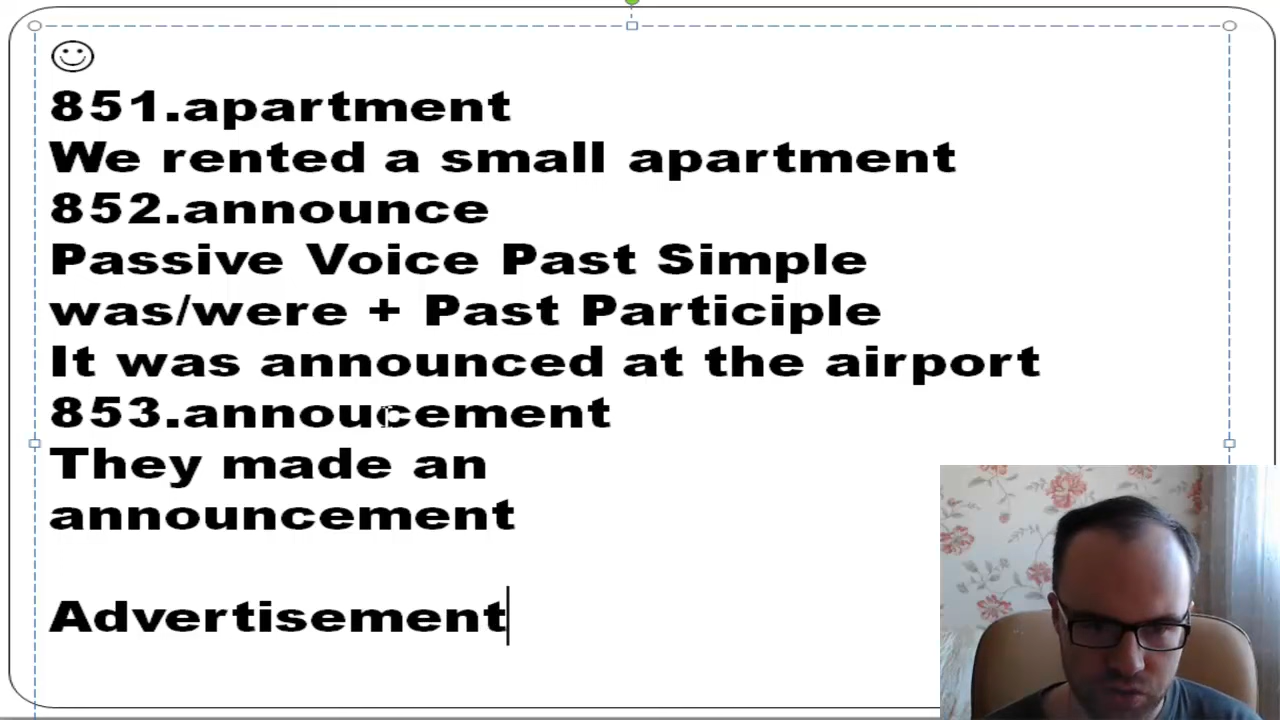 851.apartment
We rented a small apartment
852.announce
Passive Voice Past Simple
was/were + Past Participle
It was announced at the airport
853.annoucement
They made an
announcement
Advertisement